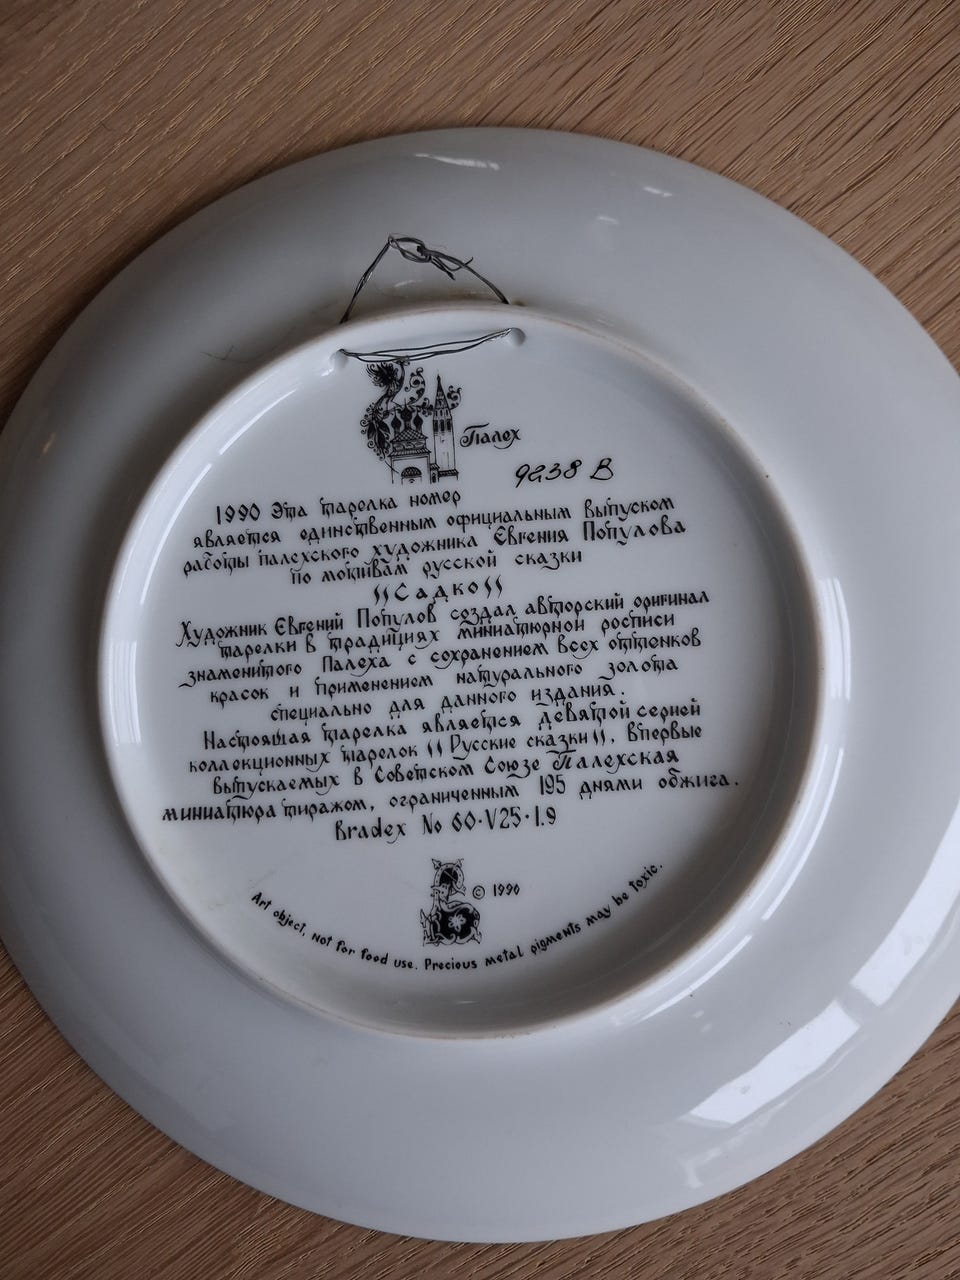 Палех
9238 В
1990 Эта тарелка номер
является единственным официальным выпуском
работы палехского художника Евгения Популова
по мотивам русской сказки
"Садко"
Художник Евгений Популов создал авторский оригинал
тарелки в традициях миниатюрной росписи
знаменитого Палеха с сохранением всех оттенков
красок и применением натурального золота
специально для данного издания.
Настоящая тарелка является девятой серией
коллекционных тарелок "Русские сказки", впервые
выпускаемых в Советском Союзе Палехская
миниатюра тиражом, ограниченным 195 днями обжига.
Bradex No 60·V25·1.9
© 1990
Art object, not for food use. Precious metal pigments may be toxic.